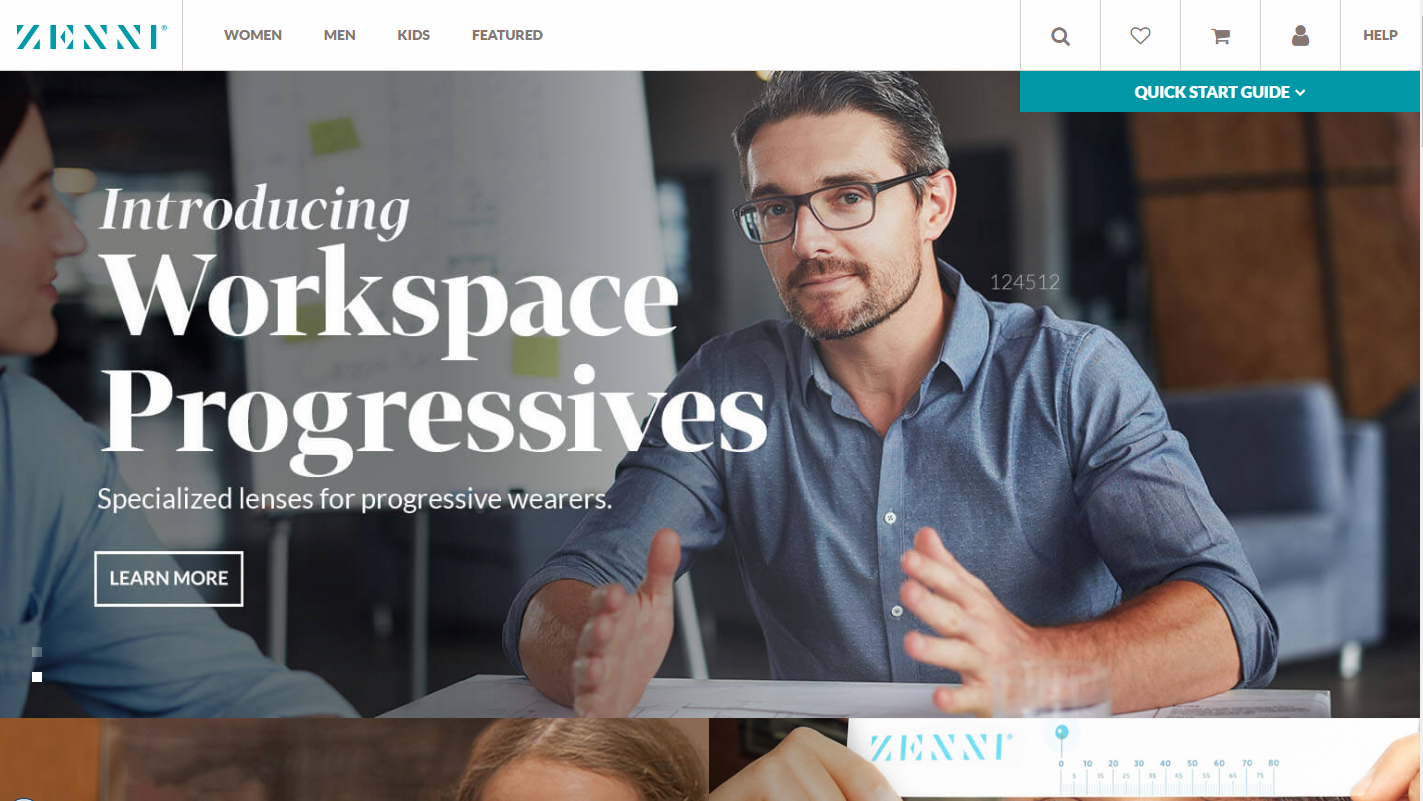 ZENNI®
WOMEN MEN KIDS FEATURED HELP
QUICK START GUIDE
Introducing
Workspace
Progressives
124512
Specialized lenses for progressive wearers.
LEARN MORE
ZENNI®
0 10 20 30 40 50 60 70 80
5 15 25 35 45 55 65 75